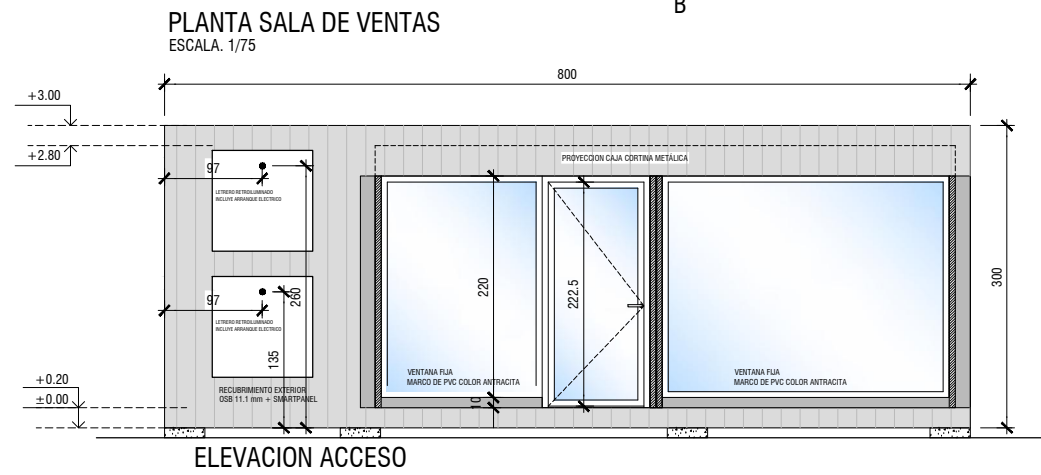 B
PLANTA SALA DE VENTAS
ESCALA. 1/75
800
+3.00
+2.80
PROYECCION CAJA CORTINA METÁLICA
97
LETRERO RETROILUMINADO
INCLUYE ARRANQUE ELECTRICO
220
222.5
300
260
97
LETRERO RETROILUMINADO
INCLUYE ARRANQUE ELECTRICO
135
VENTANA FIJA
MARCO DE PVC COLOR ANTRACITA
VENTANA FIJA
MARCO DE PVC COLOR ANTRACITA
+0.20
±0.00
RECUBRIMIENTO EXTERIOR
OSB 11.1 mm + SMARTPANEL
10
ELEVACION ACCESO